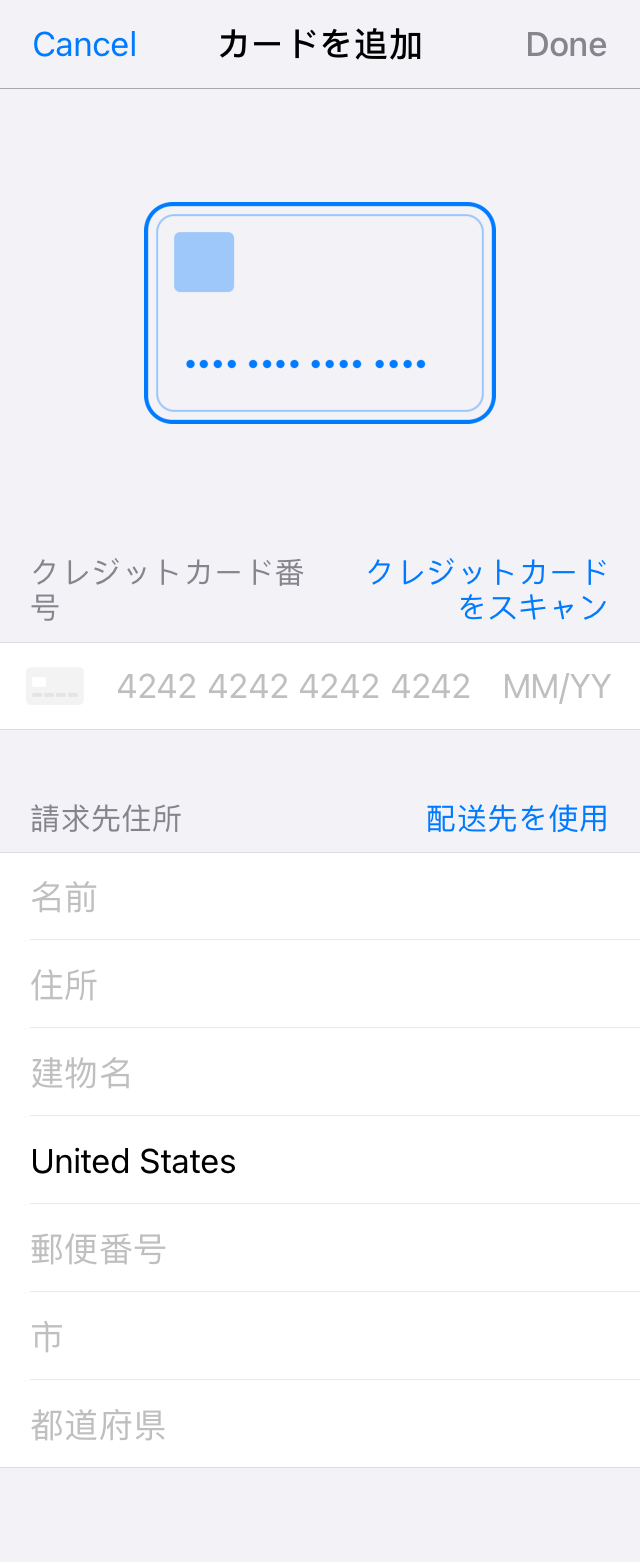 Cancel カードを追加 Done
•••• •••• •••• ••••
クレジットカード番号
クレジットカードをスキャン
4242 4242 4242 4242 MM/YY
請求先住所 配送先を使用
名前
住所
建物名
United States
郵便番号
市
都道府県